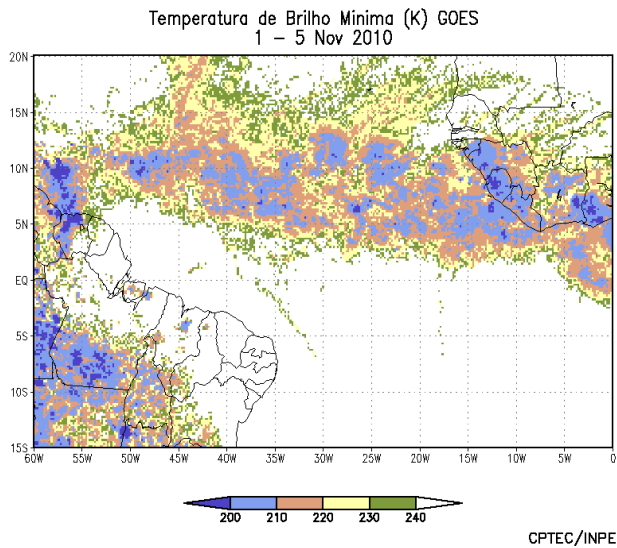 Temperatura de Brilho Minima (K) GOES
1 – 5 Nov 2010
20N
15N
10N
5N
EQ
5S
10S
15S
60W 55W 50W 45W 40W 35W 30W 25W 20W 15W 10W 5W 0
200 210 220 230 240
CPTEC/INPE